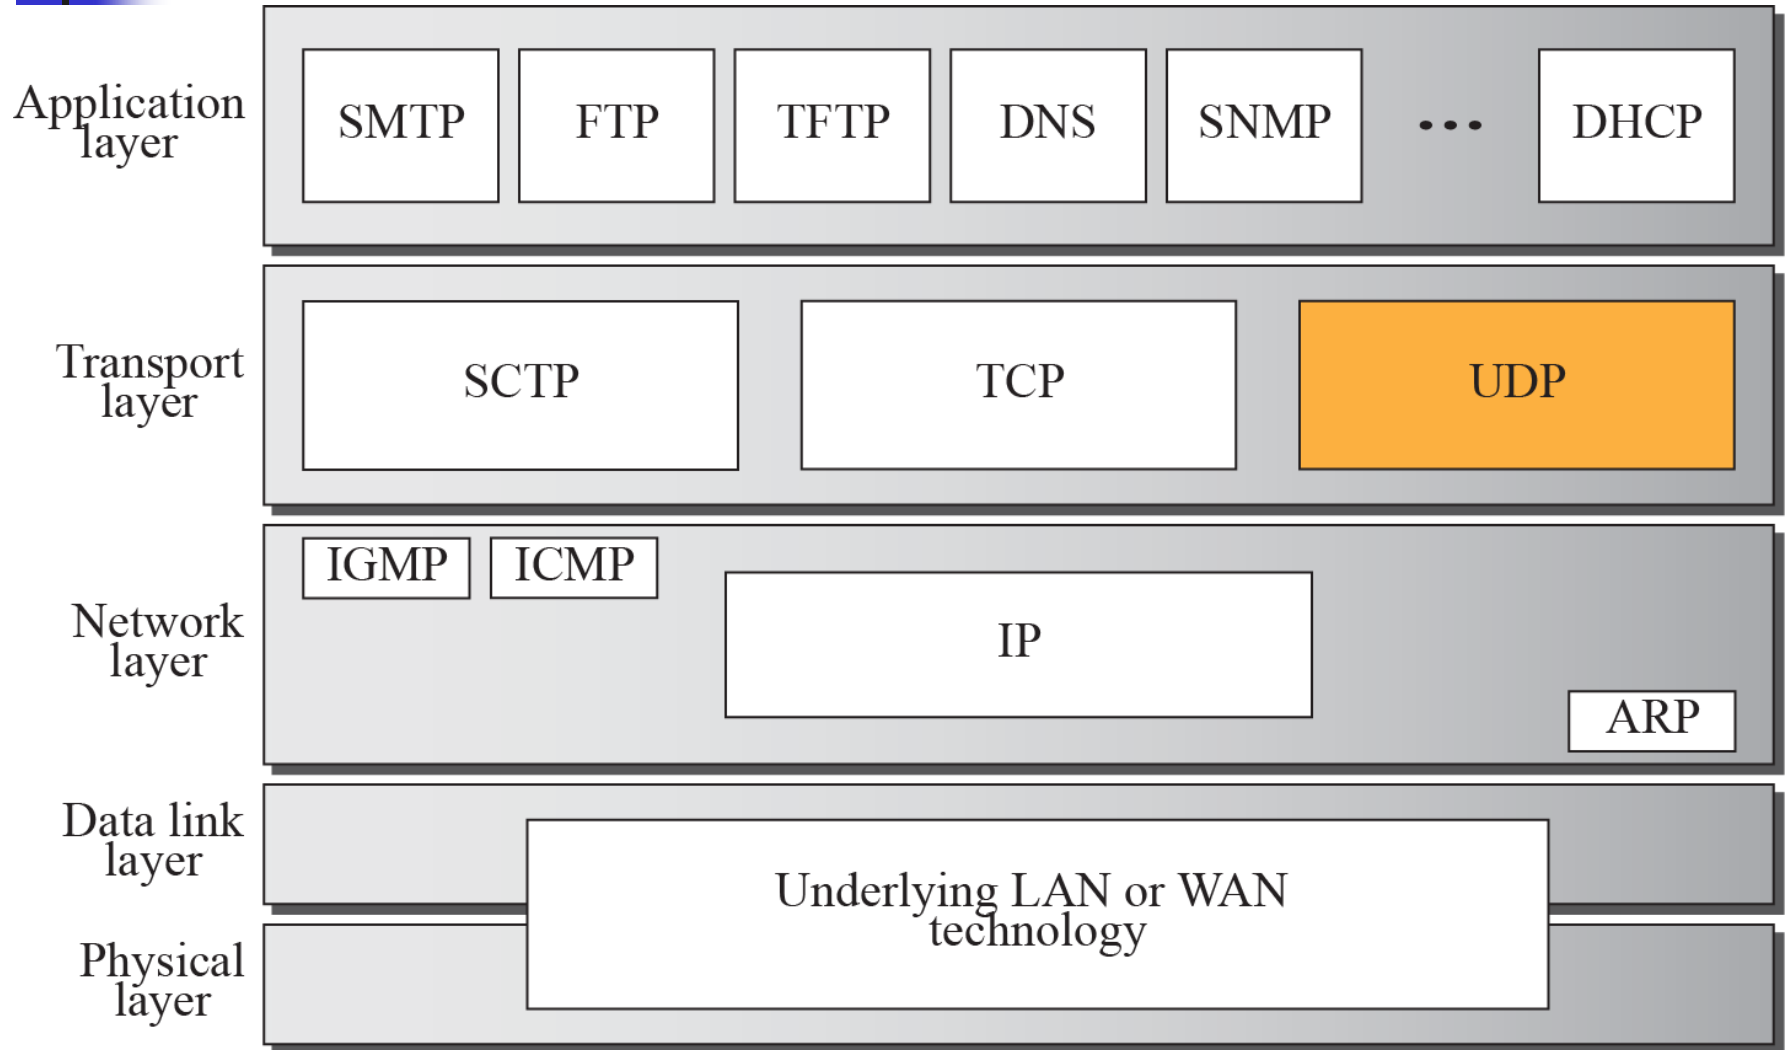 Application
layer
SMTP
FTP
TFTP
DNS
SNMP
...
DHCP
Transport
layer
SCTP
TCP
UDP
Network
layer
IGMP
ICMP
IP
ARP
Data link
layer
Underlying LAN or WAN
technology
Physical
layer